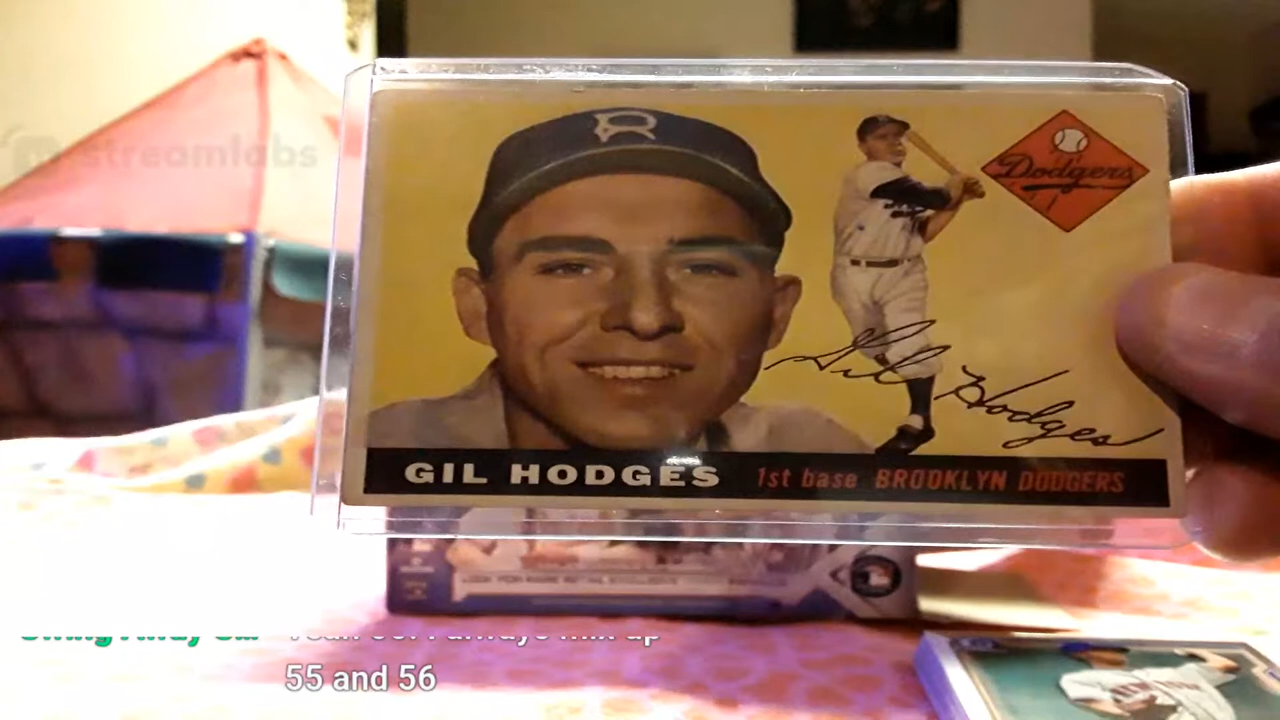 streamlabs
B
Dodgers
Gil Hodges
GIL HODGES 1st base BROOKLYN DODGERS
55 and 56